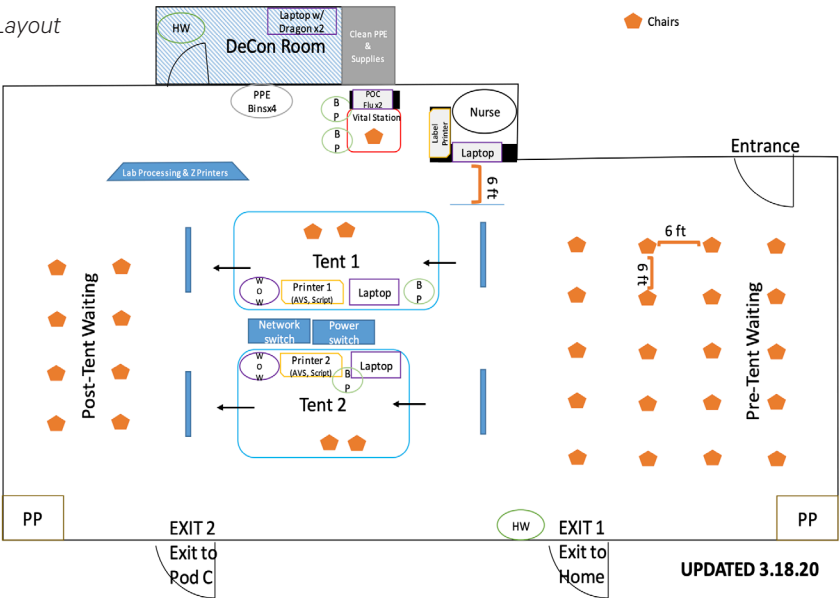 Layout
HW
Laptop w/
Dragon x2
DeCon Room
Clean PPE
&
Supplies
Chairs
PPE
Binsx4
B
P
B
P
POC
Flu x2
Vital Station
Label
Printer
Nurse
Laptop
Entrance
Lab Processing & Z Printers
6 ft
6 ft
6 ft
Tent 1
W
O
W
Printer 1
(AVS, Script)
Laptop
B
P
Network
switch
Power
switch
W
O
W
Printer 2
(AVS, Script)
Laptop
B
P
Tent 2
Post-Tent Waiting
Pre-Tent Waiting
PP
PP
EXIT 2
Exit to
Pod C
HW
EXIT 1
Exit to
Home
UPDATED 3.18.20